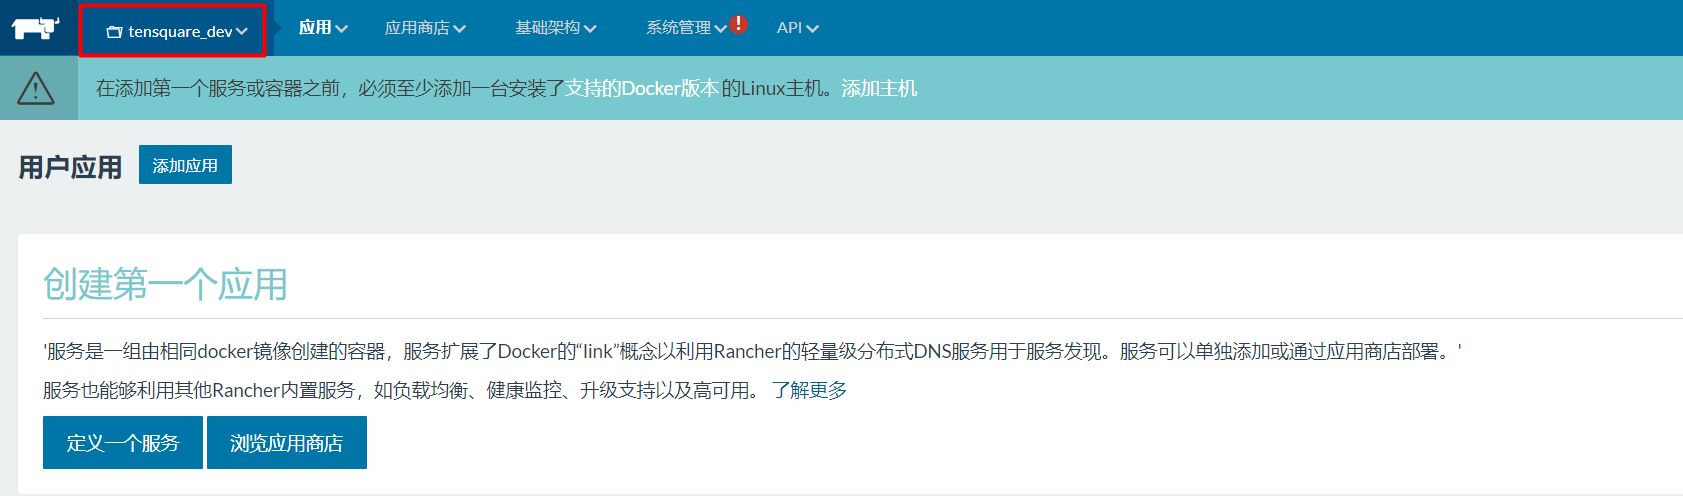 tensquare_dev 应用 应用商店 基础架构 系统管理 ! API
在添加第一个服务或容器之前，必须至少添加一台安装了支持的Docker版本 的Linux主机。添加主机
用户应用 添加应用
创建第一个应用
'服务是一组由相同docker镜像创建的容器，服务扩展了Docker的“link”概念以利用Rancher的轻量级分布式DNS服务用于服务发现。服务可以单独添加或通过应用商店部署。'
服务也能够利用其他Rancher内置服务，如负载均衡、健康监控、升级支持以及高可用。 了解更多
定义一个服务 浏览应用商店